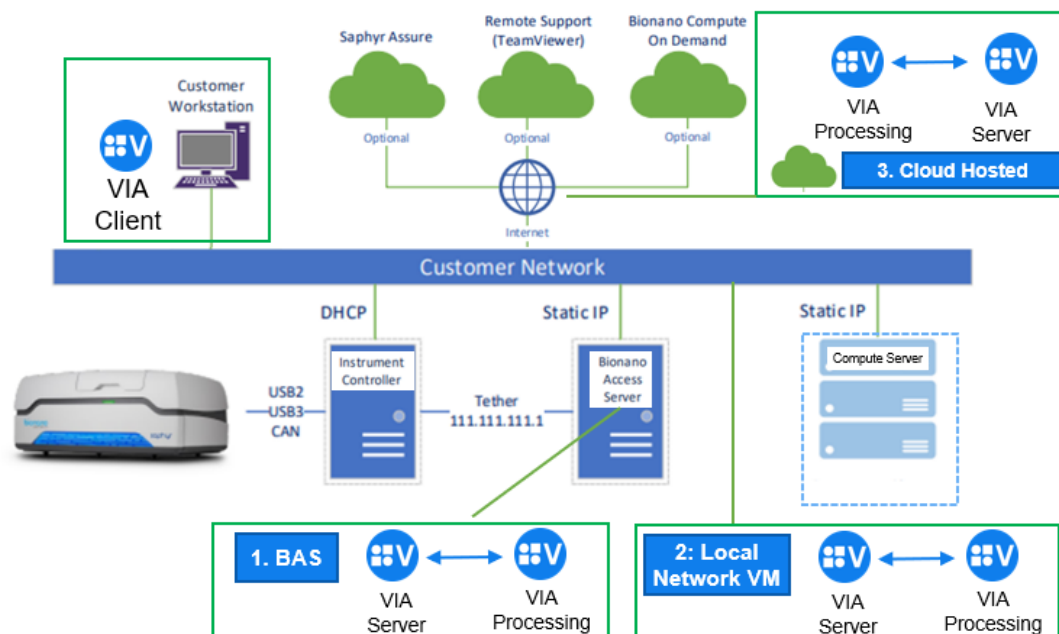 Saphyr Assure
Remote Support
(TeamViewer)
Bionano Compute
On Demand
Customer
Workstation
V
VIA
Client
Optional
Optional
Optional
Internet
V
VIA
Processing
V
VIA
Server
3. Cloud Hosted
Customer Network
DHCP
Static IP
Static IP
Instrument
Controller
Bionano
Access
Server
Compute Server
USB2
USB3
CAN
Tether
111.111.111.1
1. BAS
V
VIA
Server
V
VIA
Processing
2: Local
Network VM
V
VIA
Server
V
VIA
Processing